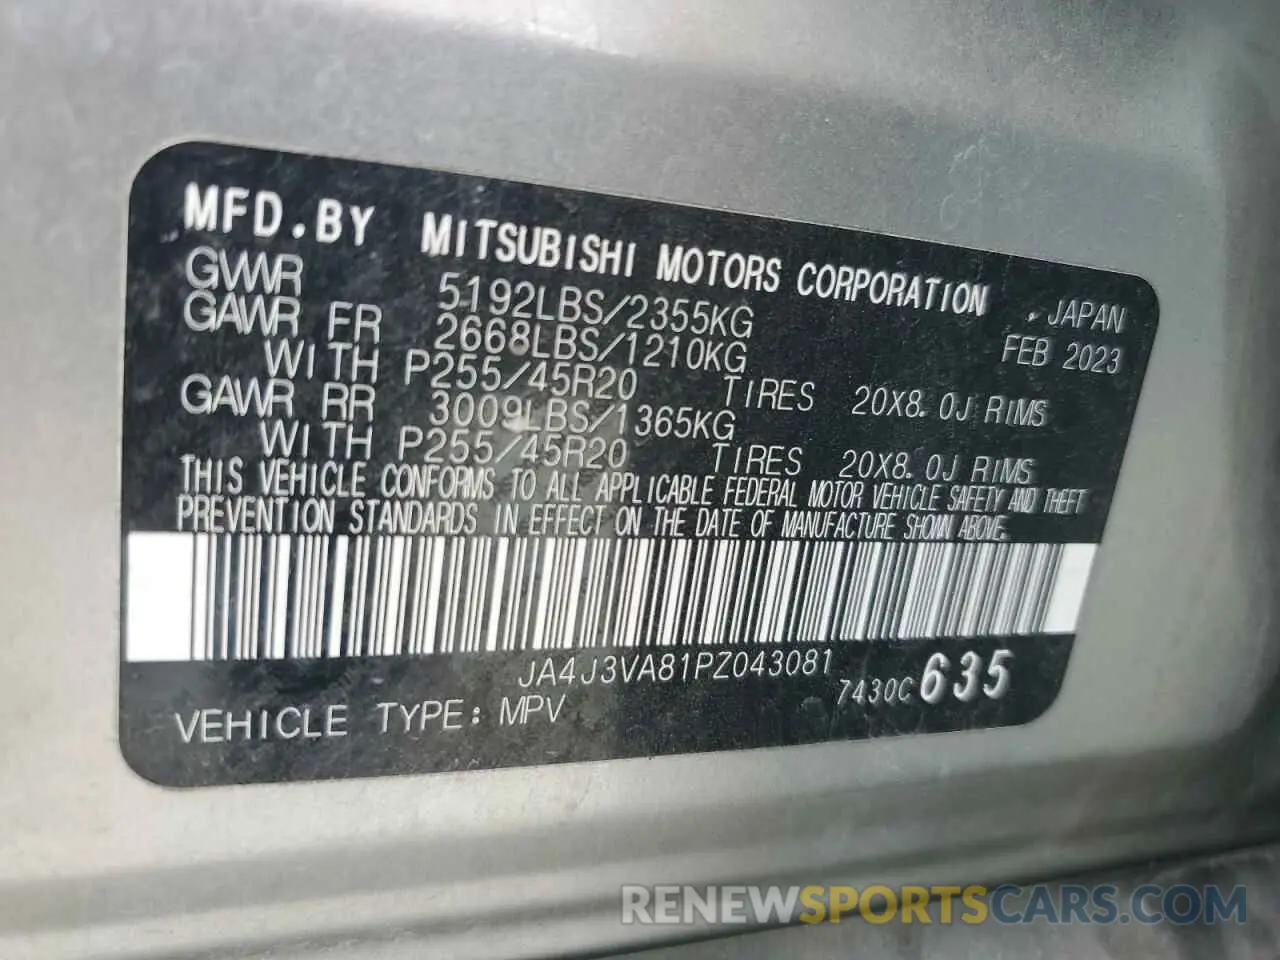 MFD.BY MITSUBISHI MOTORS CORPORATION , JAPAN
GVWR 5192LBS/2355KG FEB 2023
GAWR FR 2668LBS/1210KG
WITH P255/45R20 TIRES 20X8.0J RIMS
GAWR RR 3009LBS/1365KG
WITH P255/45R20 TIRES 20X8.0J RIMS
THIS VEHICLE CONFORMS TO ALL APPLICABLE FEDERAL MOTOR VEHICLE SAFETY AND THEFT
PREVENTION STANDARDS IN EFFECT ON THE DATE OF MANUFACTURE SHOWN ABOVE.
JA4J3VA81PZ043081
VEHICLE TYPE: MPV 7430C 635
RENEWSPORTSCARS.COM